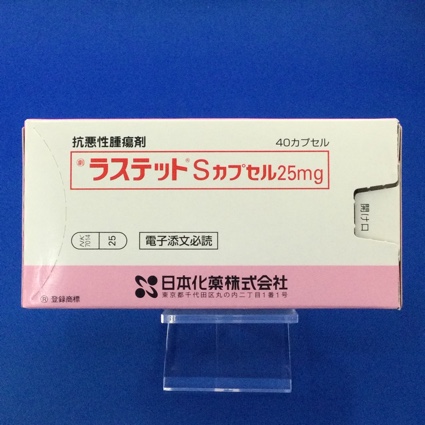 抗悪性腫瘍剤
40カプセル
劇 ラステット®Sカプセル25mg
NK
7014
25
電子添文必読
開け口
日本化薬株式会社
東京都千代田区丸の内二丁目1番1号
® 登録商標